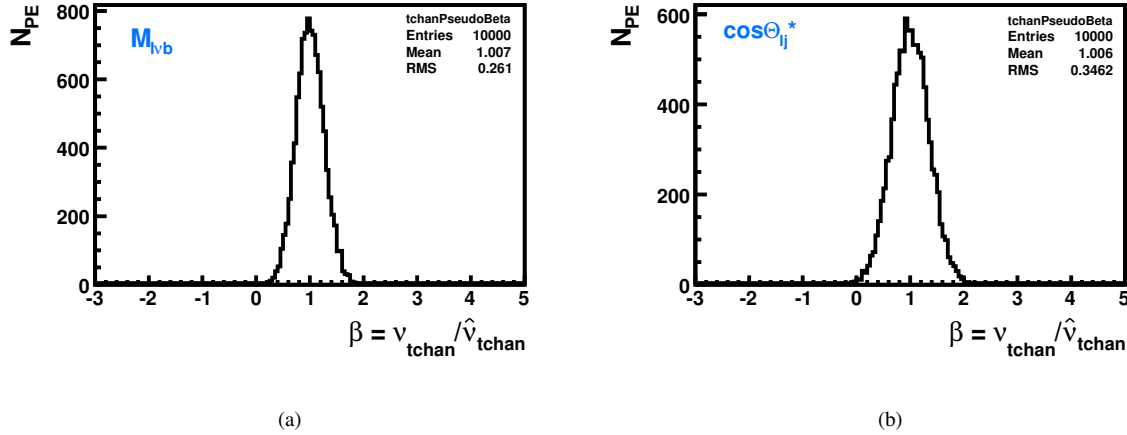 N_PE
800
600
400
200
0
M_lνb
tchanPseudoBeta
Entries 10000
Mean 1.007
RMS 0.261
-3 -2 -1 0 1 2 3 4 5
β = ν_tchan/ν̂_tchan
(a)
N_PE
600
400
200
0
cosΘ_lj*
tchanPseudoBeta
Entries 10000
Mean 1.006
RMS 0.3462
-3 -2 -1 0 1 2 3 4 5
β = ν_tchan/ν̂_tchan
(b)